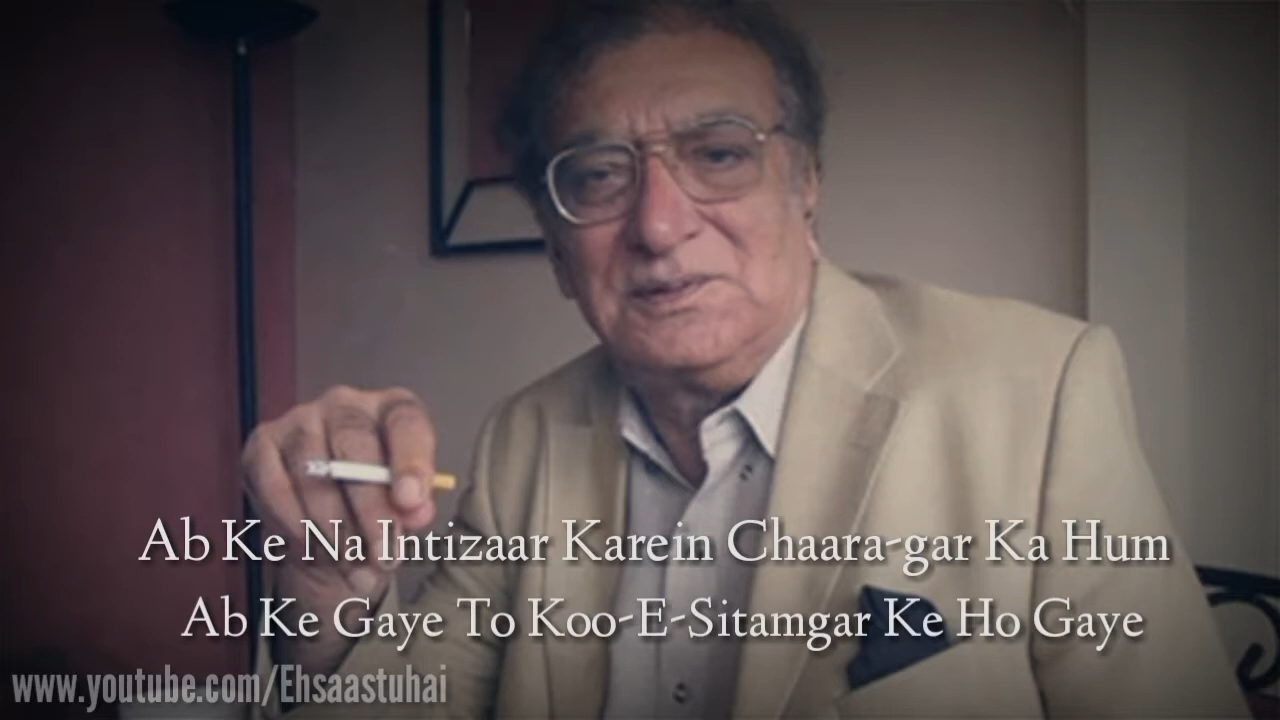 Ab Ke Na Intizaar Karein Chaara-gar Ka Hum
Ab Ke Gaye To Koo-E-Sitamgar Ke Ho Gaye
www.youtube.com/Ehsaastuhai